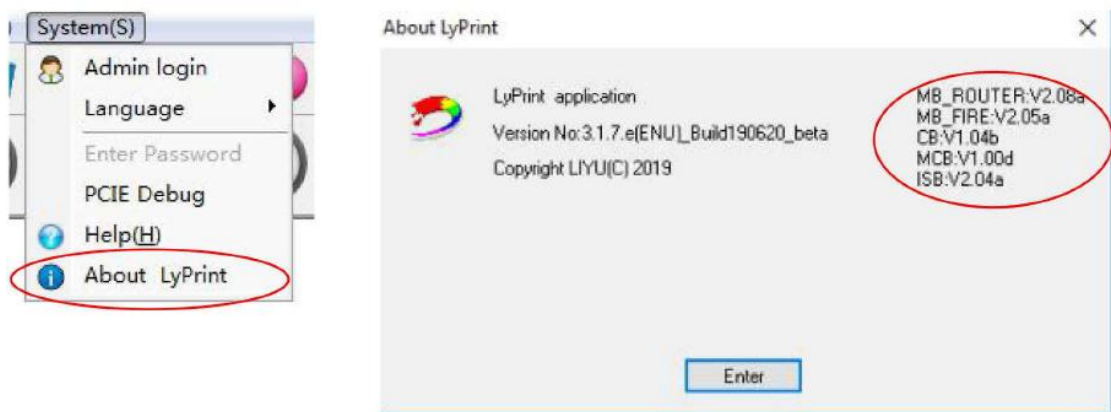 System(S)
Admin login
Language
Enter Password
PCIE Debug
Help(H)
About LyPrint
About LyPrint
LyPrint application
Version No:3.1.7.e(ENU)_Build190620_beta
Copyright LIYU(C) 2019
MB_ROUTER:V2.08a
MB_FIRE:V2.05a
CB:V1.04b
MCB:V1.00d
ISB:V2.04a
Enter